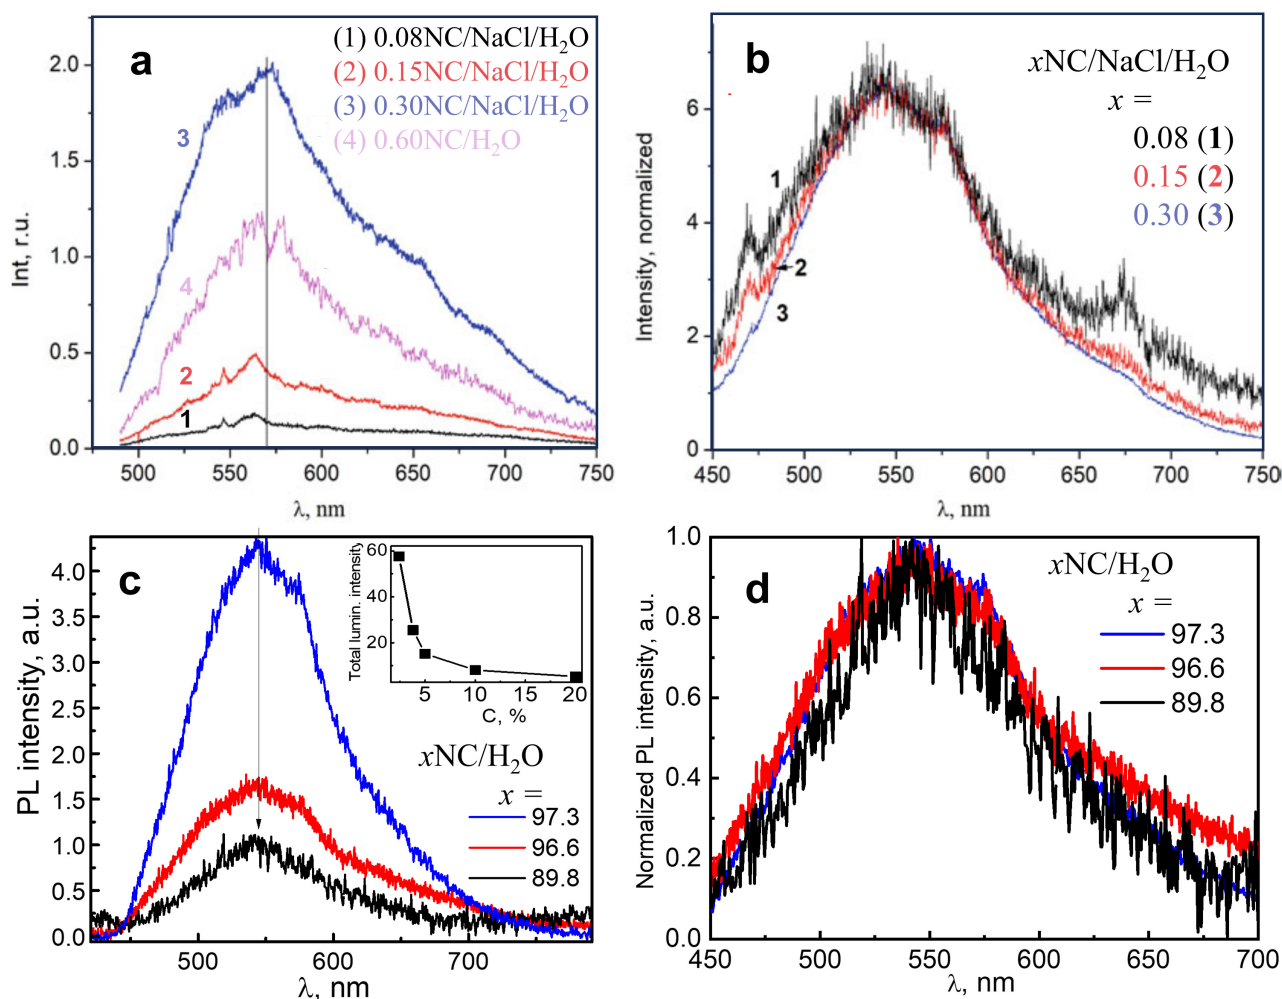 a
(1) 0.08NC/NaCl/H₂O
(2) 0.15NC/NaCl/H₂O
(3) 0.30NC/NaCl/H₂O
(4) 0.60NC/H₂O
2.0
1.5
1.0
0.5
0.0
Int, r.u.
3
4
2
1
500 550 600 650 700 750
λ, nm
b
xNC/NaCl/H₂O
x =
0.08 (1)
0.15 (2)
0.30 (3)
6
4
2
0
Intensity, normalized
1
2
3
450 500 550 600 650 700 750
λ, nm
c
4.0
3.5
3.0
2.5
2.0
1.5
1.0
0.5
0.0
PL intensity, a.u.
Total lumin. intensity
60
40
20
5 10 15 20
C, %
xNC/H₂O
x =
97.3
96.6
89.8
500 600 700
λ, nm
d
xNC/H₂O
x =
97.3
96.6
89.8
1.0
0.8
0.6
0.4
0.2
0.0
Normalized PL intensity, a.u.
450 500 550 600 650 700
λ, nm